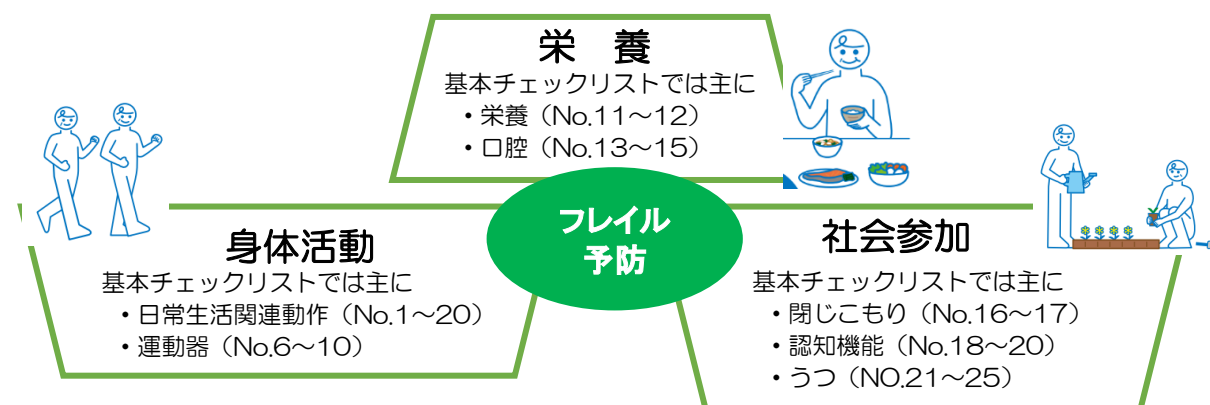 栄　養
基本チェックリストでは主に
・栄養（No.11～12）
・口腔（No.13～15）
フレイル
予防
身体活動
基本チェックリストでは主に
・日常生活関連動作（No.1～20）
・運動器（No.6～10）
社会参加
基本チェックリストでは主に
・閉じこもり（No.16～17）
・認知機能（No.18～20）
・うつ（NO.21～25）